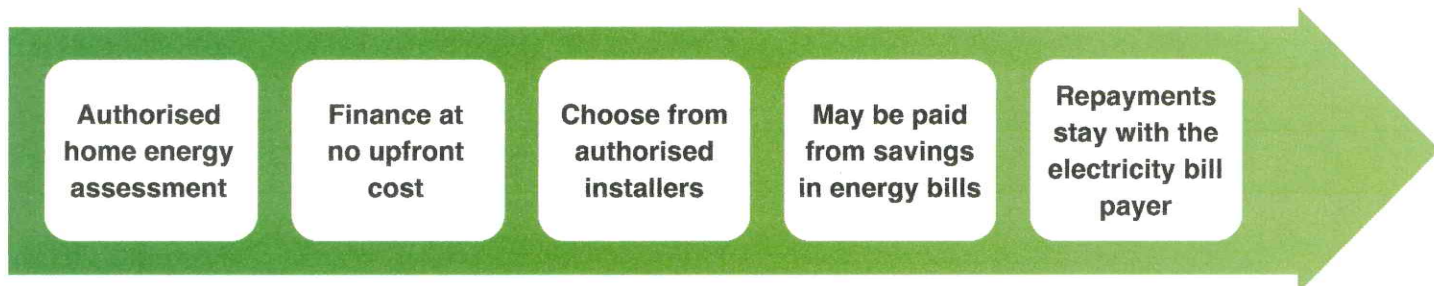 Authorised
home energy
assessment
Finance at
no upfront
cost
Choose from
authorised
installers
May be paid
from savings
in energy bills
Repayments
stay with the
electricity bill
payer